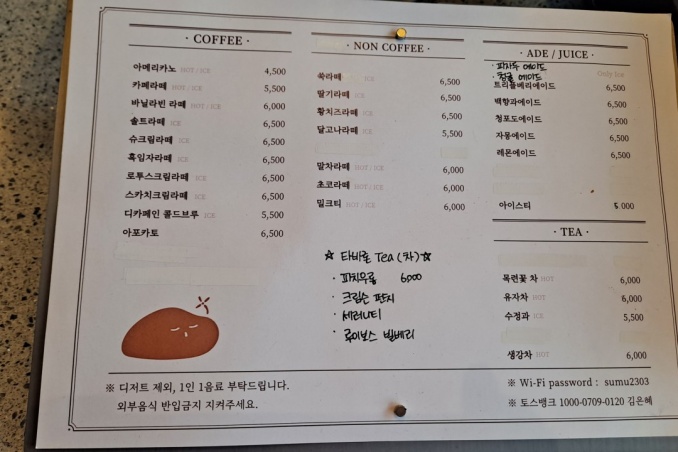 · COFFEE ·
아메리카노 HOT / ICE 4,500
카페라떼 HOT / ICE 5,500
바닐라빈 라떼 HOT / ICE 6,000
솔트라떼 ICE 6,500
슈크림라떼 ICE 6,500
흑임자라떼 ICE 6,500
로투스크림라떼 ICE 6,500
스카치크림라떼 ICE 6,500
디카페인 콜드브루 ICE 5,500
아포카토 6,500
· NON COFFEE ·
쑥라떼 ICE 6,500
딸기라떼 ICE 6,500
황치즈라떼 ICE 6,500
달고나라떼 ICE 5,500
말차라떼 HOT / ICE 6,000
초코라떼 HOT / ICE 6,000
밀크티 HOT / ICE 6,000
☆ 타바론 Tea (차) ☆
· 피치우롱 6,000
· 크림슨 펀치
· 세레니티
· 루이보스 빌베리
· ADE / JUICE ·
· 피자두 에이드
· 청귤 에이드 Only Ice
트리플베리에이드 6,500
백향과에이드 6,500
청포도에이드 6,500
자몽에이드 6,500
레몬에이드 6,500
아이스티 5,000
· TEA ·
목련꽃 차 HOT 6,000
유자차 HOT 6,000
수정과 ICE 5,500
생강차 HOT 6,000
※ 디저트 제외, 1인 1음료 부탁드립니다.
외부음식 반입금지 지켜주세요.
※ Wi-Fi password : sumu2303
※ 토스뱅크 1000-0709-0120 김은혜